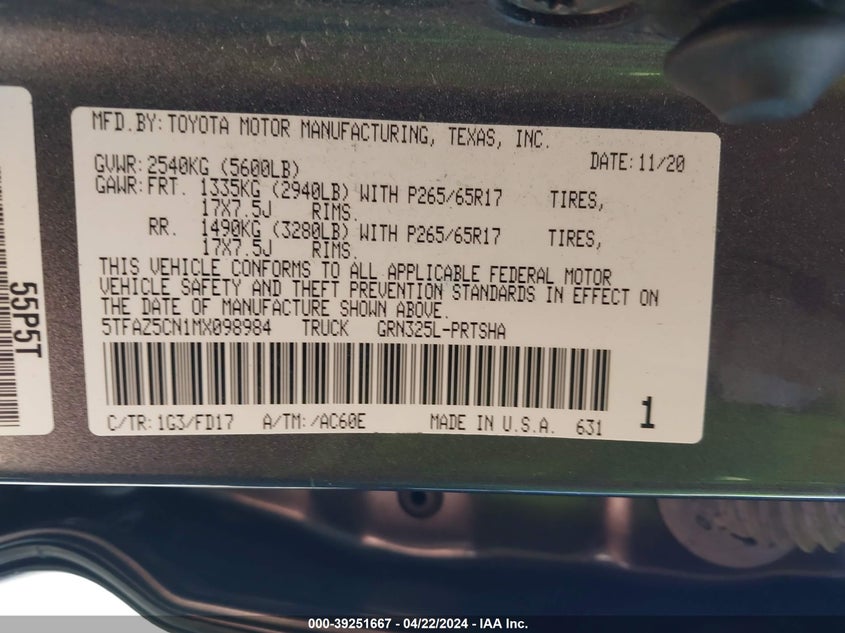 MFD.BY:TOYOTA MOTOR MANUFACTURING, TEXAS, INC.
GVWR:2540KG (5600LB) DATE:11/20
GAWR:FRT. 1335KG (2940LB) WITH P265/65R17 TIRES,
17X7.5J RIMS.
RR. 1490KG (3280LB) WITH P265/65R17 TIRES,
17X7.5J RIMS.
THIS VEHICLE CONFORMS TO ALL APPLICABLE FEDERAL MOTOR
VEHICLE SAFETY AND THEFT PREVENTION STANDARDS IN EFFECT ON
THE DATE OF MANUFACTURE SHOWN ABOVE.
5TFAZ5CN1MX098984 TRUCK GRN325L-PRTSHA
C/TR:1G3/FD17 A/TM:/AC60E MADE IN U.S.A. 631 1
55P5T
000-39251667 - 04/22/2024 - IAA Inc.